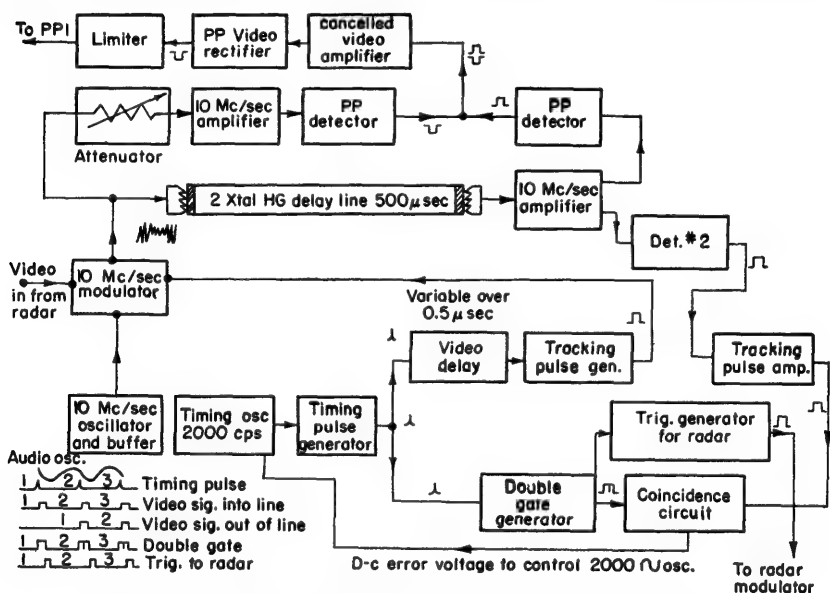 To PPI
Limiter
PP Video
rectifier
cancelled
video
amplifier
Attenuator
10 Mc/sec
amplifier
PP
detector
PP
detector
2 Xtal HG delay line 500μsec
10 Mc/sec
amplifier
Det. #2
Video
in from
radar
10 Mc/sec
modulator
Variable over
0.5μsec
Video
delay
Tracking
pulse gen.
Tracking
pulse amp.
10 Mc/sec
oscillator
and buffer
Timing osc
2000 cps
Timing
pulse
generator
Trig. generator
for radar
Double
gate
generator
Coincidence
circuit
Audio osc.
1 2 3 Timing pulse
1 2 3 Video sig. into line
1 2 Video sig. out of line
1 2 3 Double gate
1 2 3 Trig. to radar
D-c error voltage to control 2000 ∿ osc.
To radar
modulator